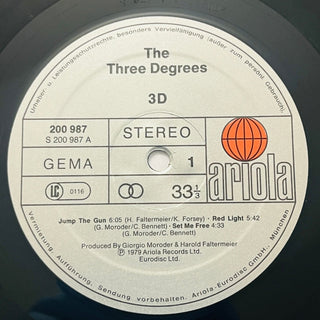 Urheber- u. Leistungsschutzrechte, besonders Vervielfältigung (außer zum persönl. Gebrauch),
The
Three Degrees
3D
200 987
S 200 987 A
STEREO
GEMA
1
LC 0116
33 1/3
ariola
Jump The Gun 6:05 (H. Faltermeier/K. Forsey) · Red Light 5:42
(G. Moroder/C. Bennett) · Set Me Free 4:33
(G. Moroder/C. Bennett)
Produced By Giorgio Moroder & Harold Faltermeier
℗ 1979 Ariola Records Ltd.
Eurodisc Ltd.
Vermietung, Aufführung, Sendung vorbehalten. Ariola-Eurodisc GmbH., München